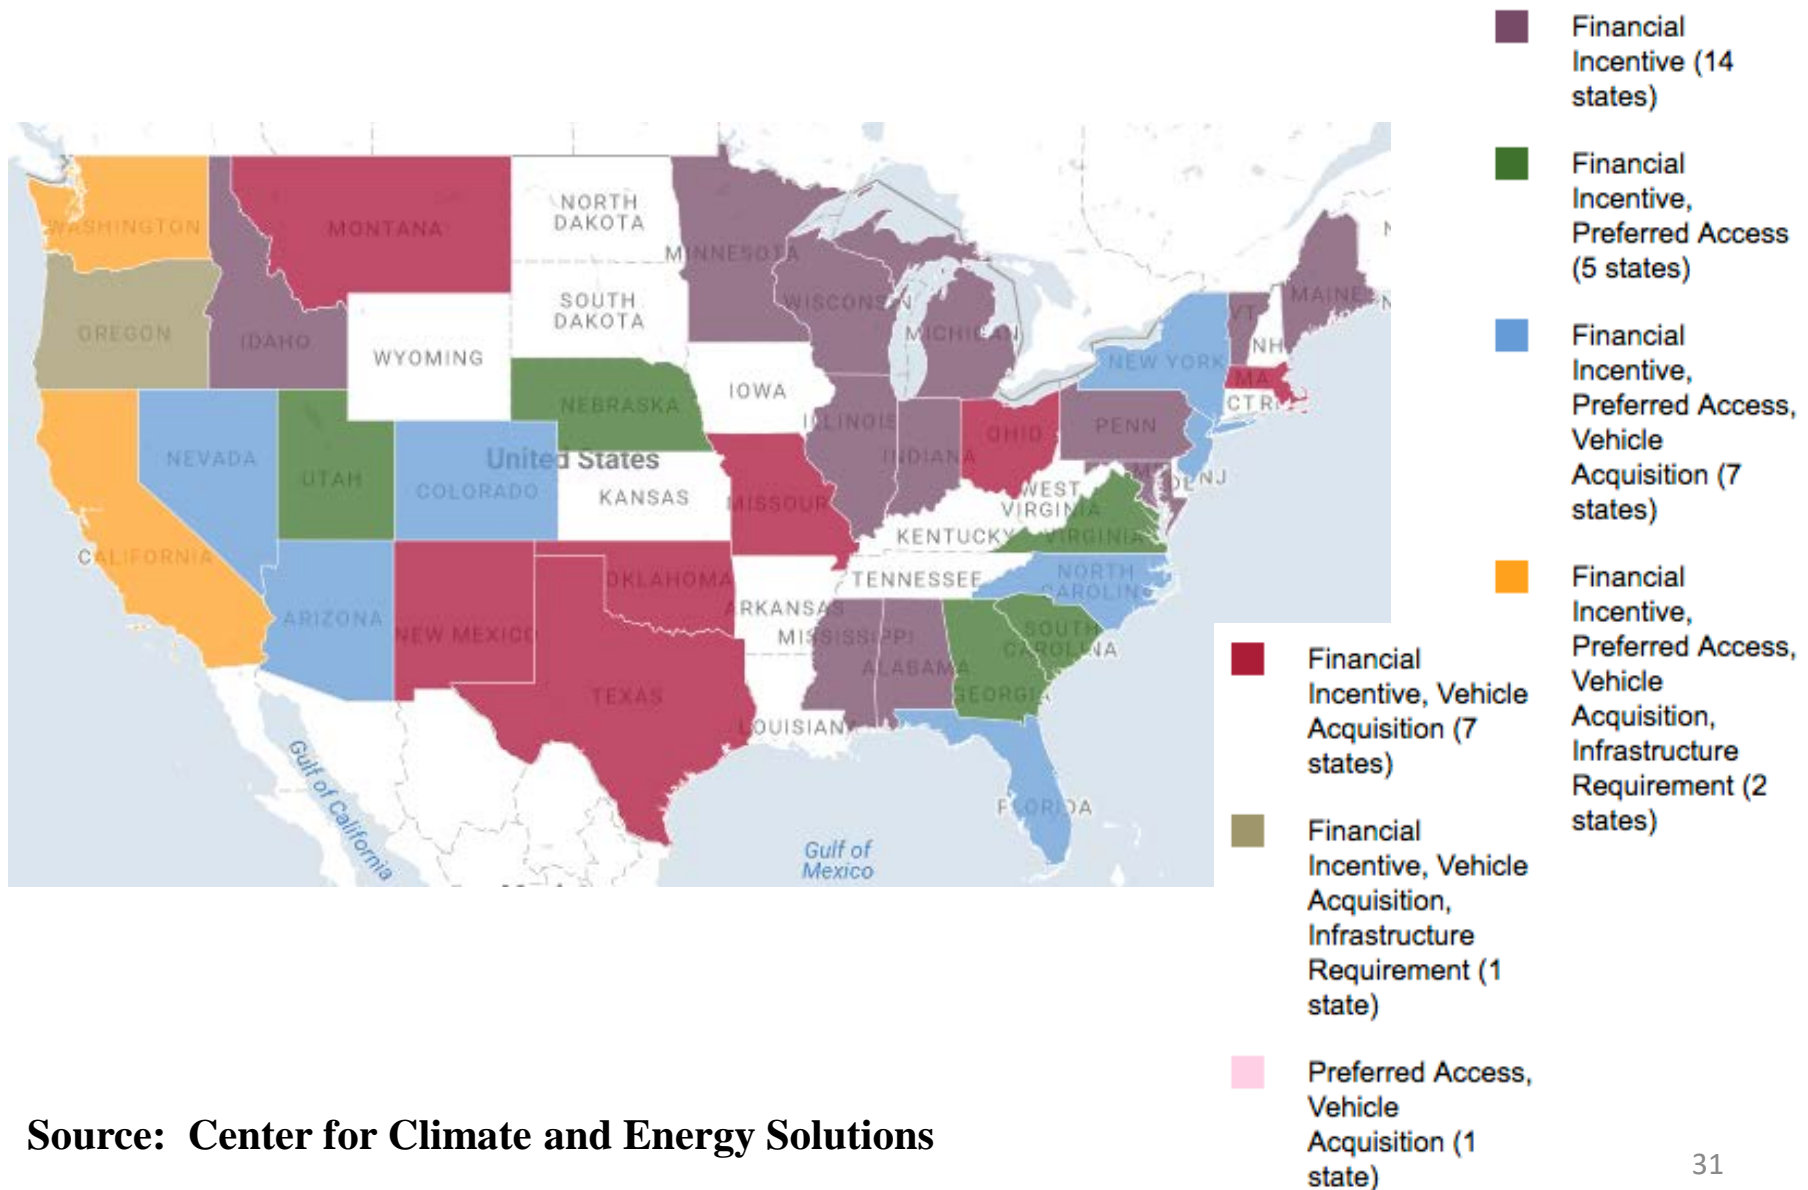 WASHINGTON
MONTANA
NORTH
DAKOTA
MINNESOTA
OREGON
IDAHO
SOUTH
DAKOTA
WISCONSIN
MICHIGAN
MAINE
VT
NH
WYOMING
NEW YORK
MA
CT RI
IOWA
NEBRASKA
ILLINOIS
INDIANA
OHIO
PENN
NEVADA
UTAH
United States
COLORADO
KANSAS
MISSOUR
WEST
VIRGINIA
MD
DE
NJ
KENTUCKY
VIRGINIA
CALIFORNIA
ARIZONA
NEW MEXICO
OKLAHOMA
ARKANSAS
TENNESSEE
NORTH
CAROLIN
MISSISSIPPI
ALABAMA
SOUTH
CAROLINA
GEORGIA
TEXAS
LOUISIANA
FLORIDA
Gulf of California
Gulf of
Mexico
Financial
Incentive (14
states)
Financial
Incentive,
Preferred Access
(5 states)
Financial
Incentive,
Preferred Access,
Vehicle
Acquisition (7
states)
Financial
Incentive,
Preferred Access,
Vehicle
Acquisition,
Infrastructure
Requirement (2
states)
Financial
Incentive, Vehicle
Acquisition (7
states)
Financial
Incentive, Vehicle
Acquisition,
Infrastructure
Requirement (1
state)
Preferred Access,
Vehicle
Acquisition (1
state)
Source: Center for Climate and Energy Solutions
31